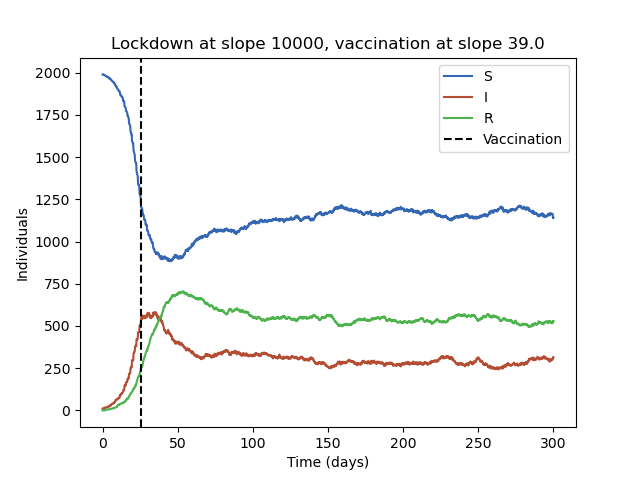 Lockdown at slope 10000, vaccination at slope 39.0
S
I
R
Vaccination
Individuals
2000
1750
1500
1250
1000
750
500
250
0
0 50 100 150 200 250 300
Time (days)